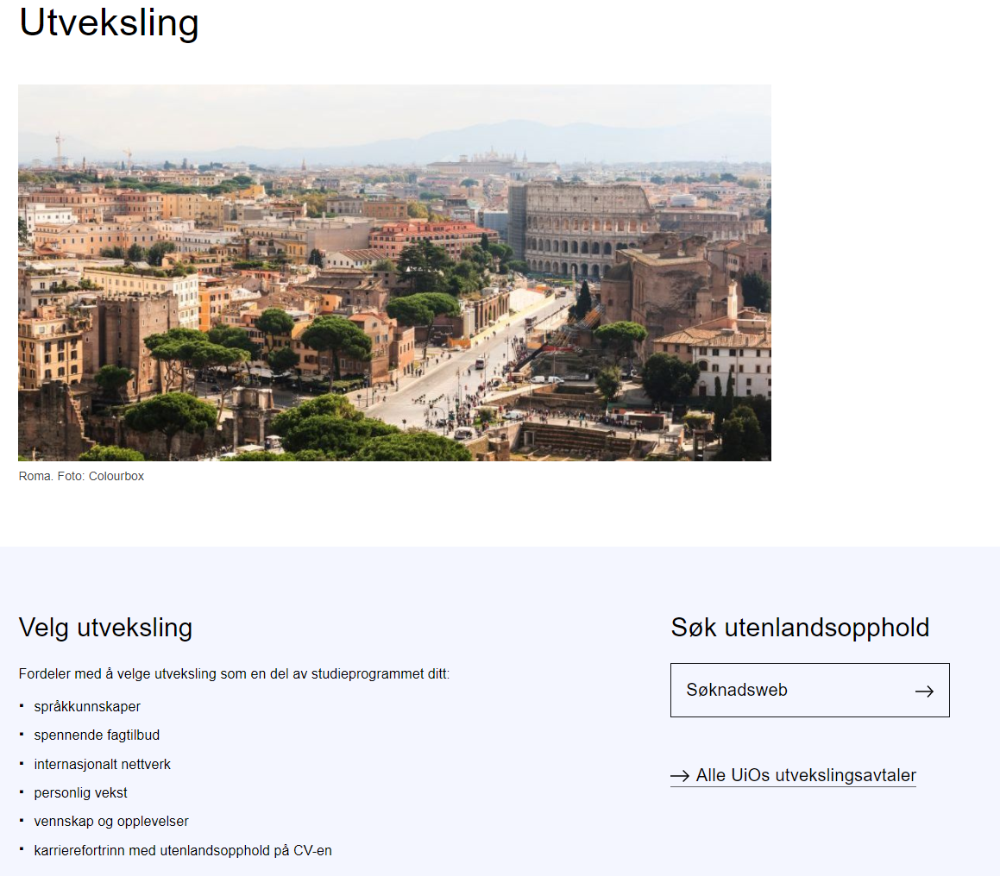 Utveksling
Roma. Foto: Colourbox
Velg utveksling
Fordeler med å velge utveksling som en del av studieprogrammet ditt:
språkkunnskaper
spennende fagtilbud
internasjonalt nettverk
personlig vekst
vennskap og opplevelser
karrierefortrinn med utenlandsopphold på CV-en
Søk utenlandsopphold
Søknadsweb
Alle UiOs utvekslingsavtaler